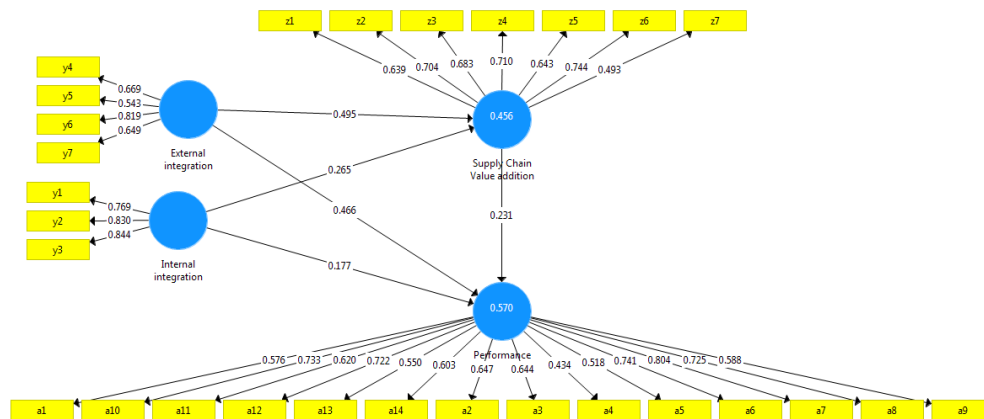 z1 z2 z3 z4 z5 z6 z7
0.639 0.704 0.683 0.710 0.643 0.744 0.493
y4
y5
y6
y7
0.669
0.543
0.819
0.649
External
integration
0.495
0.456
Supply Chain
Value addition
0.265
0.466
0.231
y1
y2
y3
0.769
0.830
0.844
Internal
integration
0.177
0.570
Performance
0.576 0.733 0.620 0.722 0.550 0.603 0.647 0.644 0.434 0.518 0.741 0.804 0.725 0.588
a1 a10 a11 a12 a13 a14 a2 a3 a4 a5 a6 a7 a8 a9